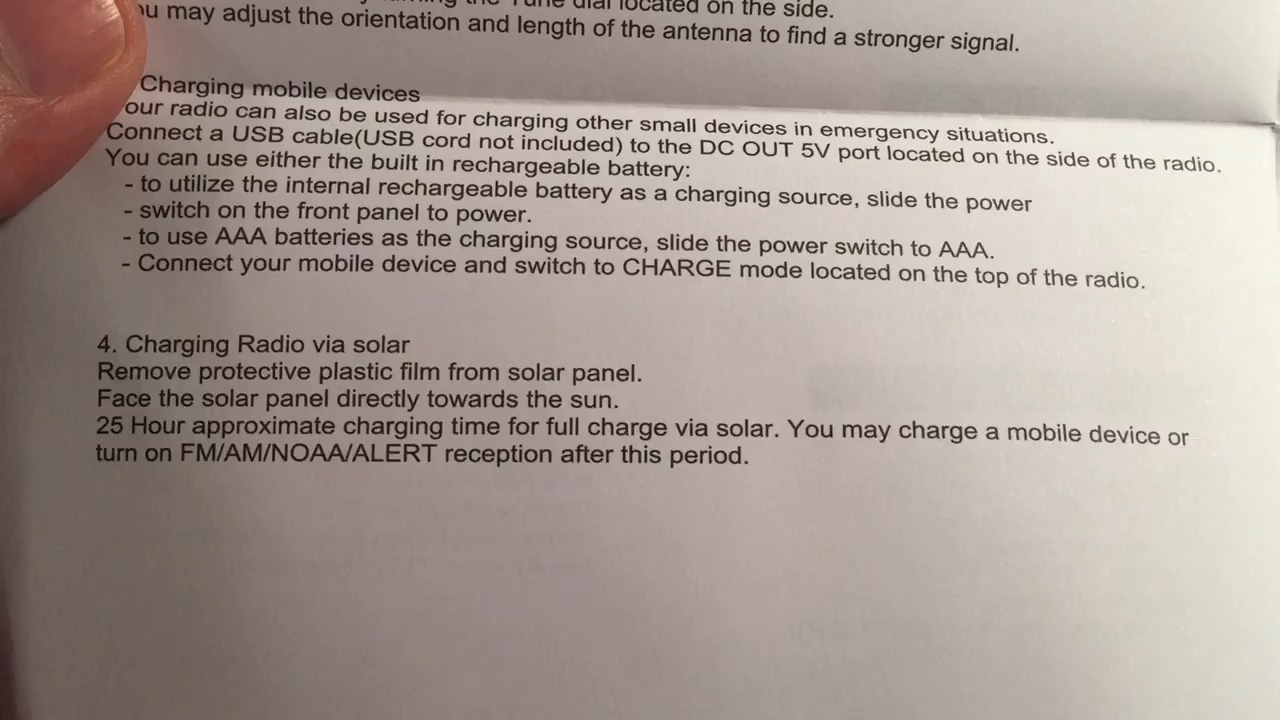 dial located on the side.
may adjust the orientation and length of the antenna to find a stronger signal.
Charging mobile devices
our radio can also be used for charging other small devices in emergency situations.
Connect a USB cable(USB cord not included) to the DC OUT 5V port located on the side of the radio.
You can use either the built in rechargeable battery:
- to utilize the internal rechargeable battery as a charging source, slide the power
- switch on the front panel to power.
- to use AAA batteries as the charging source, slide the power switch to AAA.
- Connect your mobile device and switch to CHARGE mode located on the top of the radio.
4. Charging Radio via solar
Remove protective plastic film from solar panel.
Face the solar panel directly towards the sun.
25 Hour approximate charging time for full charge via solar. You may charge a mobile device or
turn on FM/AM/NOAA/ALERT reception after this period.